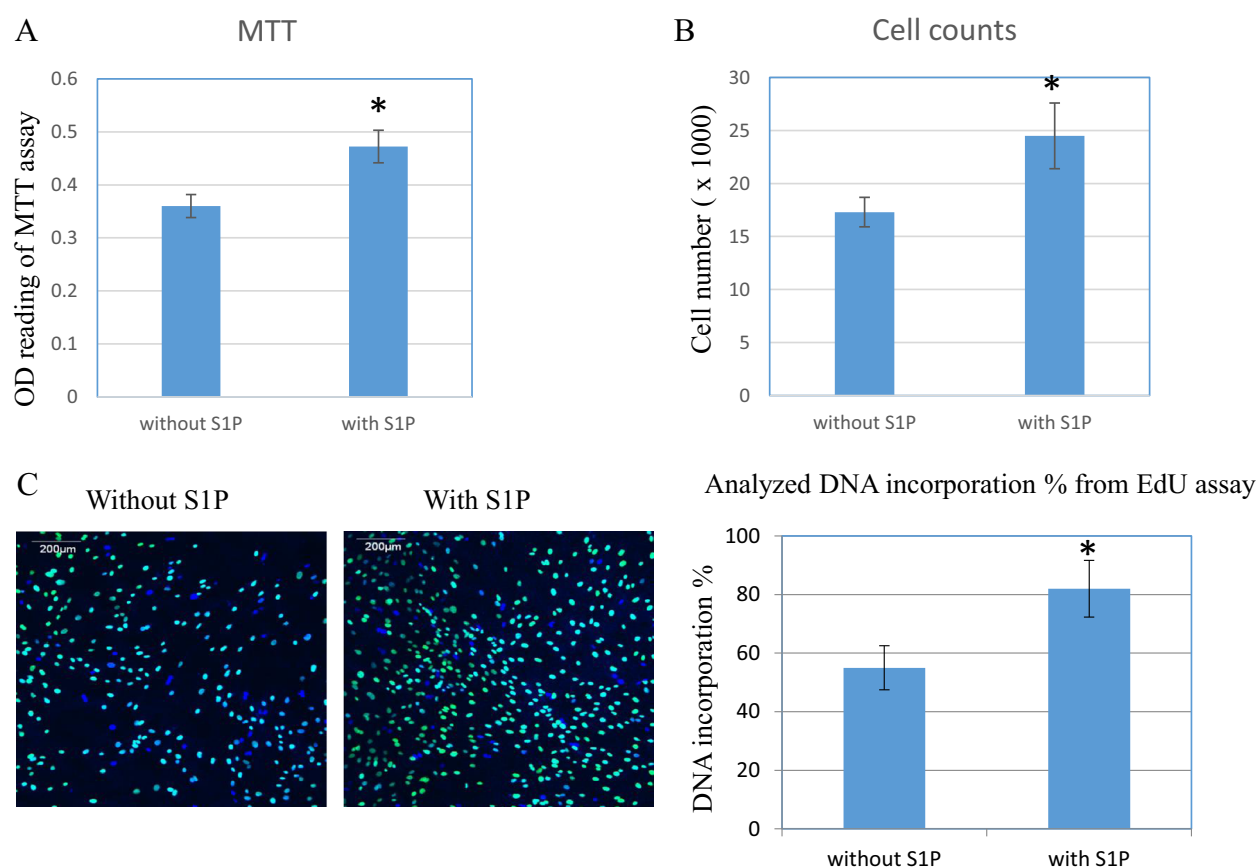 A
MTT
OD reading of MTT assay
0.6
0.5
0.4
0.3
0.2
0.1
0
*
without S1P
with S1P
B
Cell counts
Cell number ( x 1000)
30
25
20
15
10
5
0
*
without S1P
with S1P
C
Without S1P
With S1P
200μm
200μm
Analyzed DNA incorporation % from EdU assay
DNA incorporation %
100
80
60
40
20
0
*
without S1P
with S1P